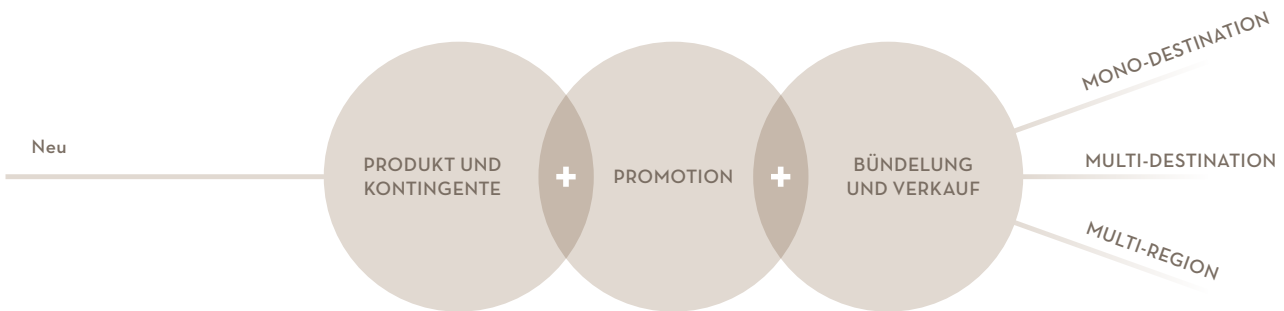 Neu
PRODUKT UND
KONTINGENTE
+
PROMOTION
+
BÜNDELUNG
UND VERKAUF
MONO-DESTINATION
MULTI-DESTINATION
MULTI-REGION